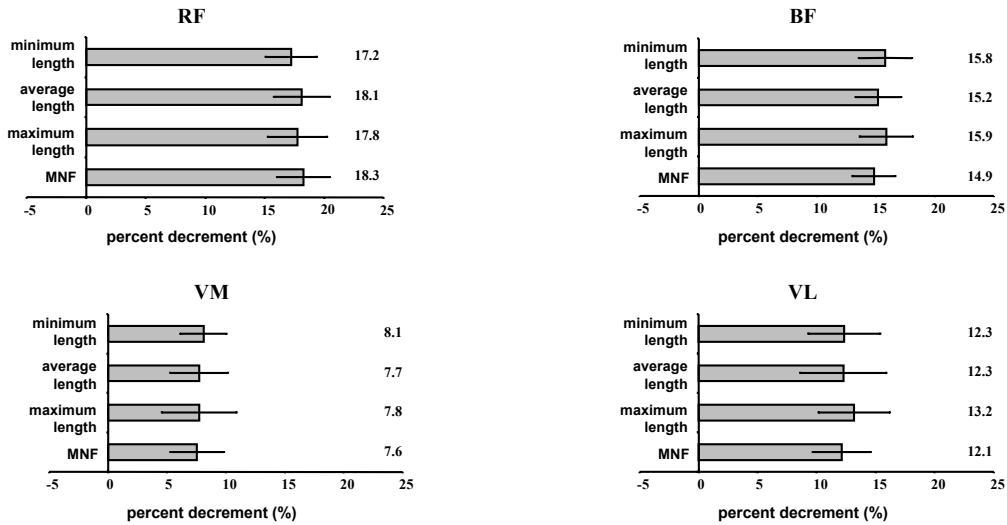 RF
minimum
length
17.2
average
length
18.1
maximum
length
17.8
MNF
18.3
-5 0 5 10 15 20 25
percent decrement (%)
BF
minimum
length
15.8
average
length
15.2
maximum
length
15.9
MNF
14.9
-5 0 5 10 15 20 25
percent decrement (%)
VM
minimum
length
8.1
average
length
7.7
maximum
length
7.8
MNF
7.6
-5 0 5 10 15 20 25
percent decrement (%)
VL
minimum
length
12.3
average
length
12.3
maximum
length
13.2
MNF
12.1
-5 0 5 10 15 20 25
percent decrement (%)